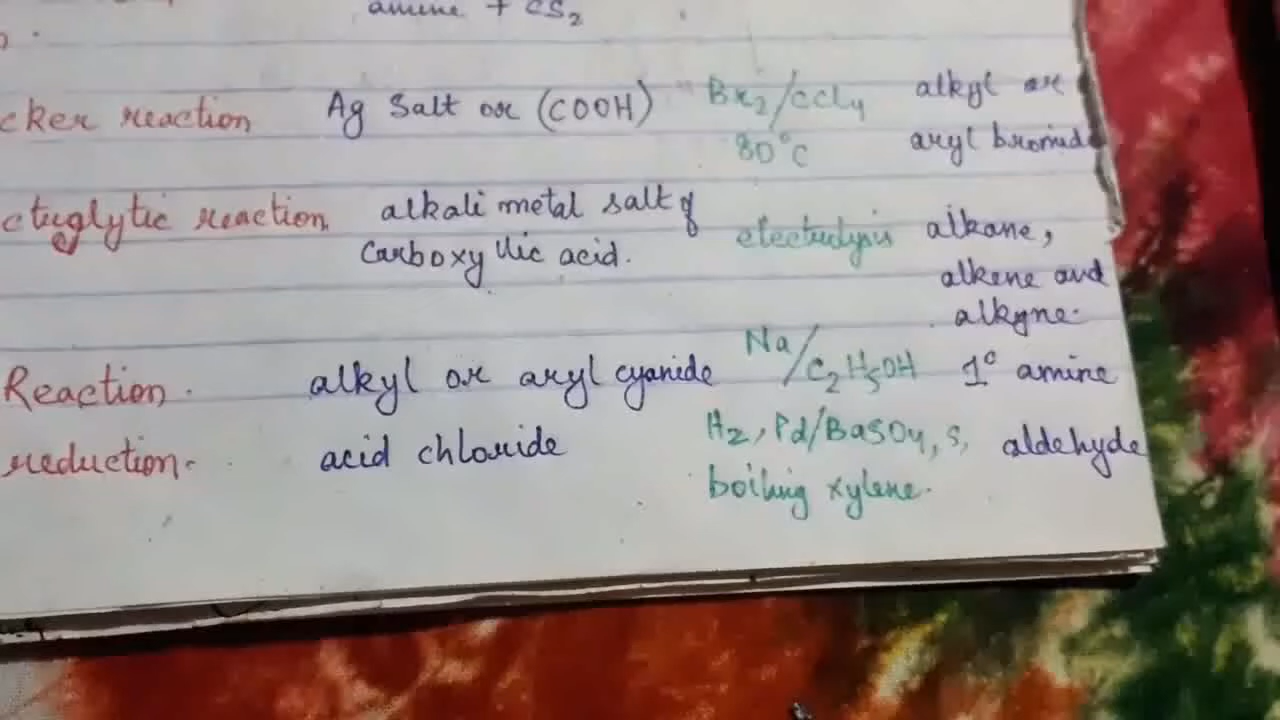 amine + CS2
cker reaction Ag Salt or (COOH) Br2/CCl4 alkyl or
80°C aryl bromide
ctrolytic reaction alkali metal salt of
carboxylic acid. electrolysis alkane,
alkene and
alkyne.
Reaction. alkyl or aryl cyanide Na/C2H5OH 1° amine
reduction. acid chloride H2, Pd/BaSO4, S, aldehyde
boiling xylene.